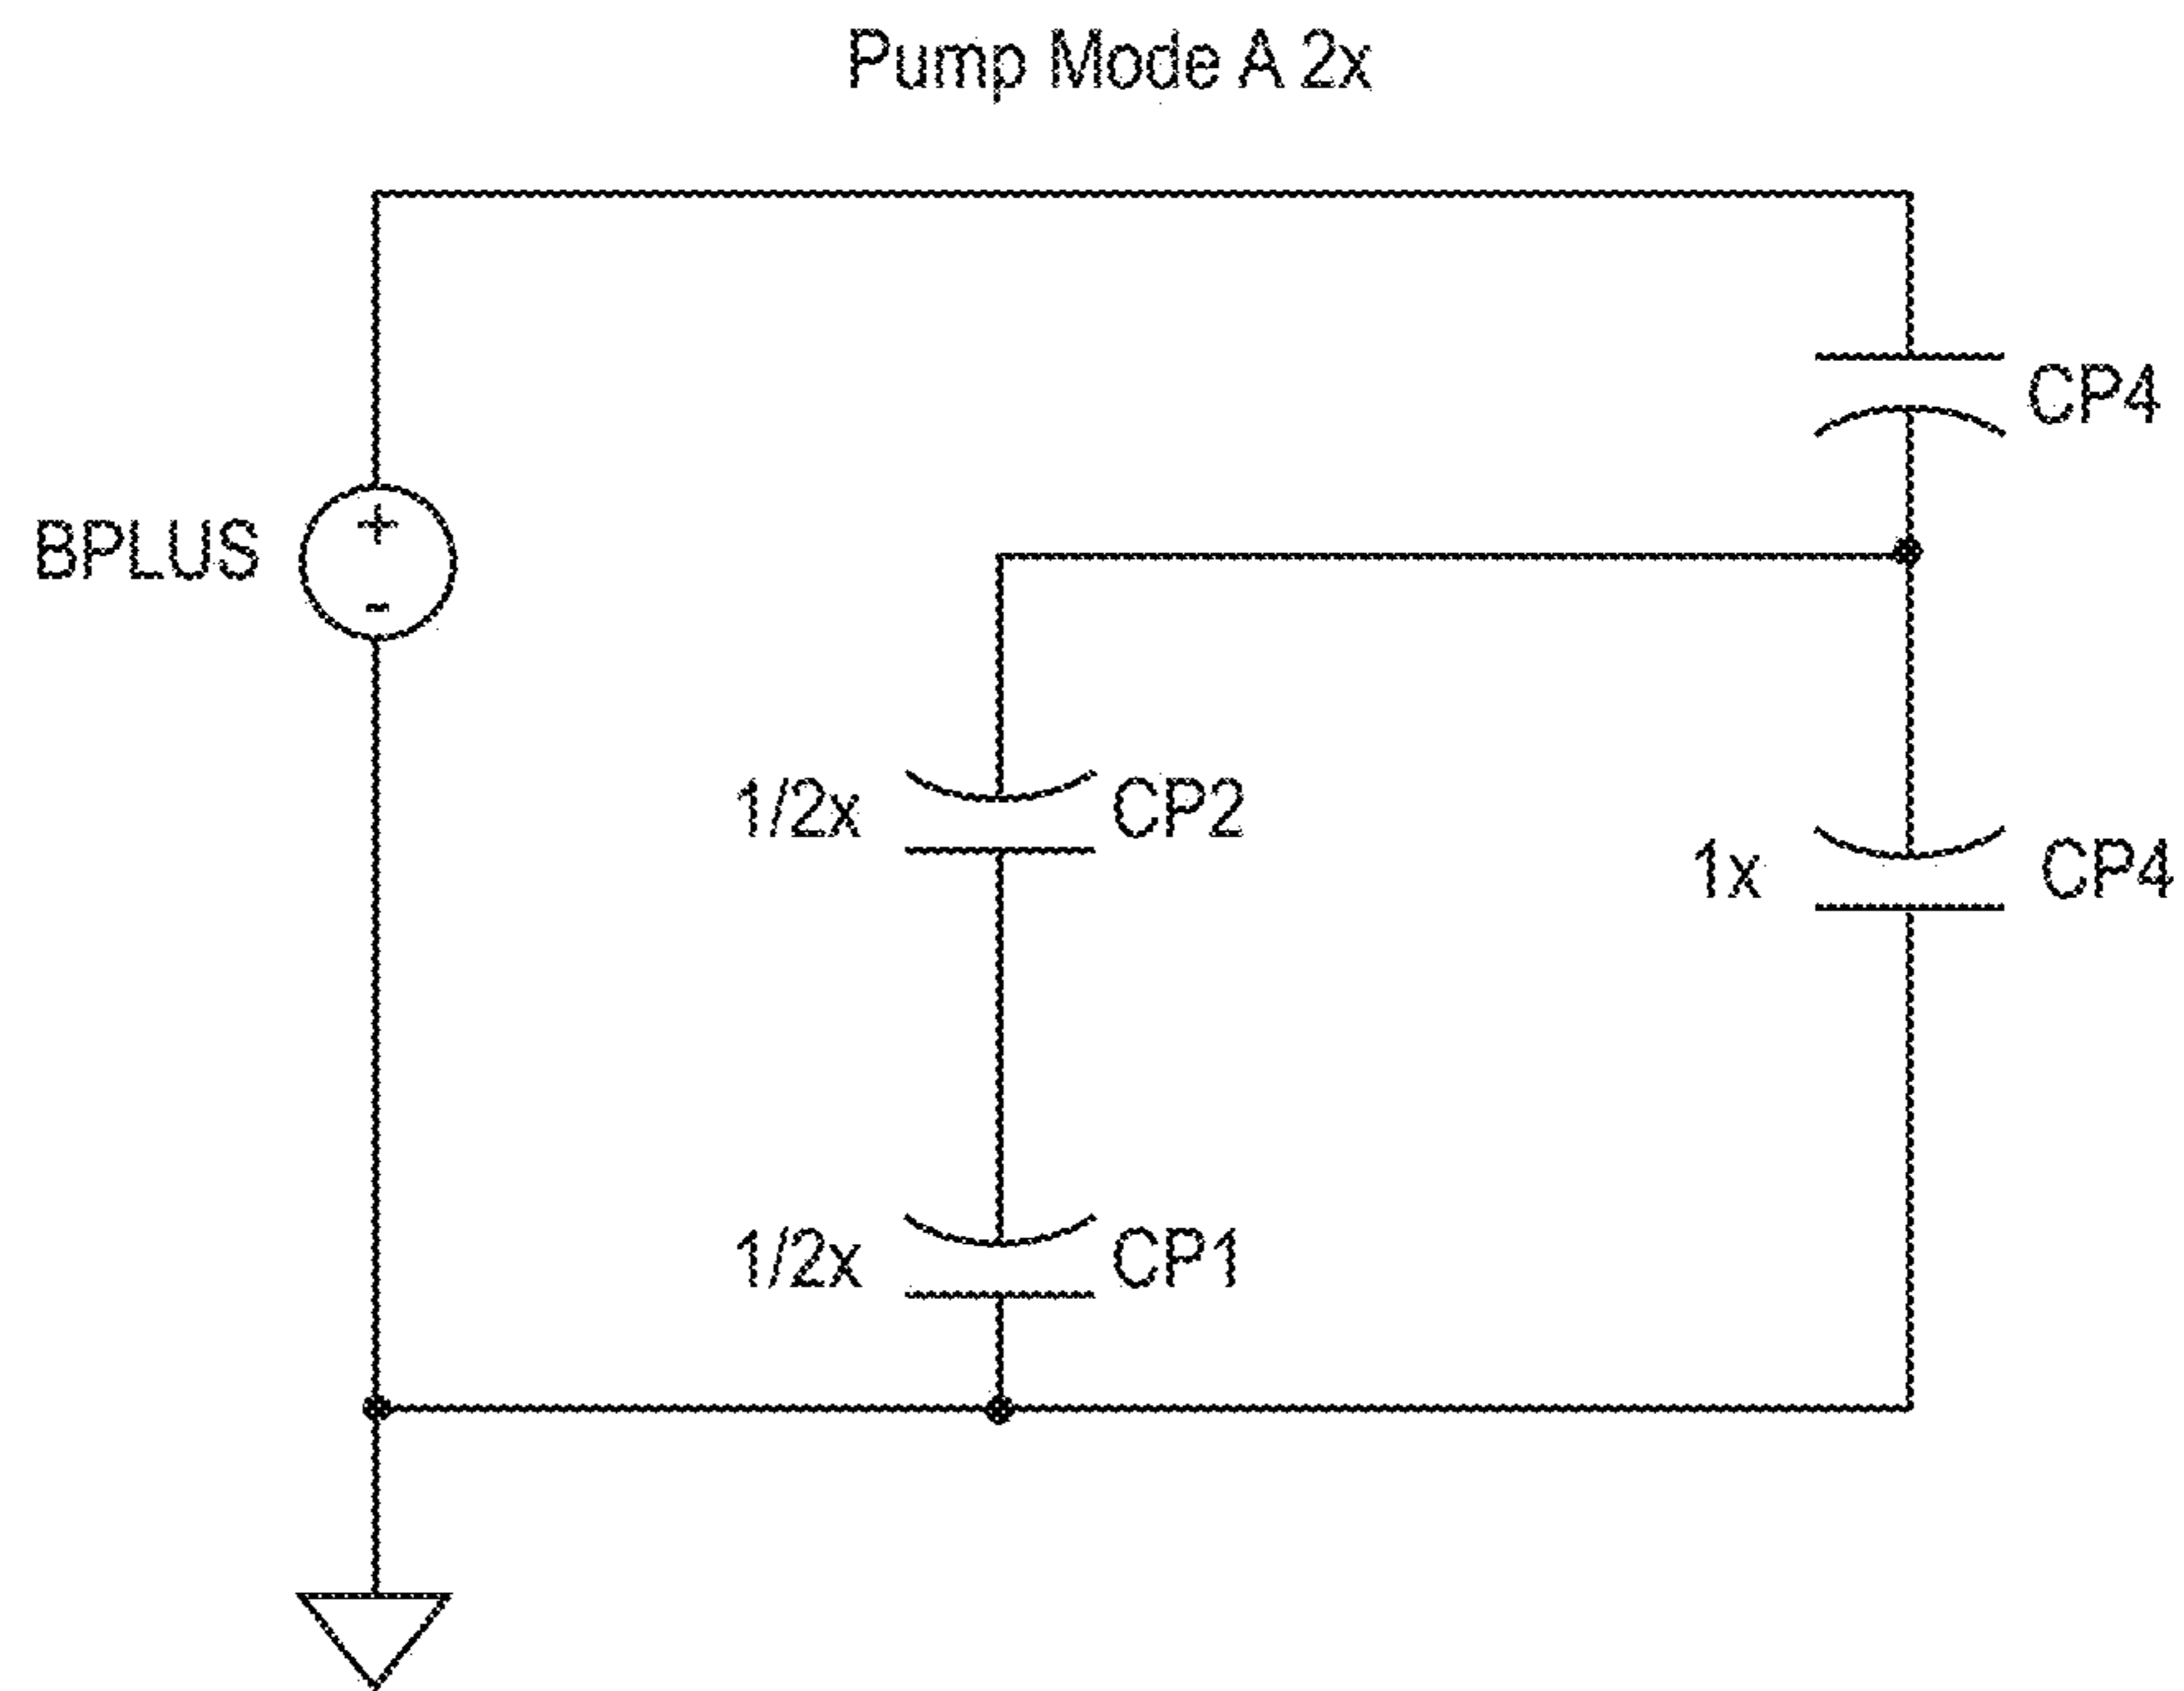 Pump Mode A 2x
CP4
BPLUS
+
-
1/2x CP2
1x CP4
1/2x CP1